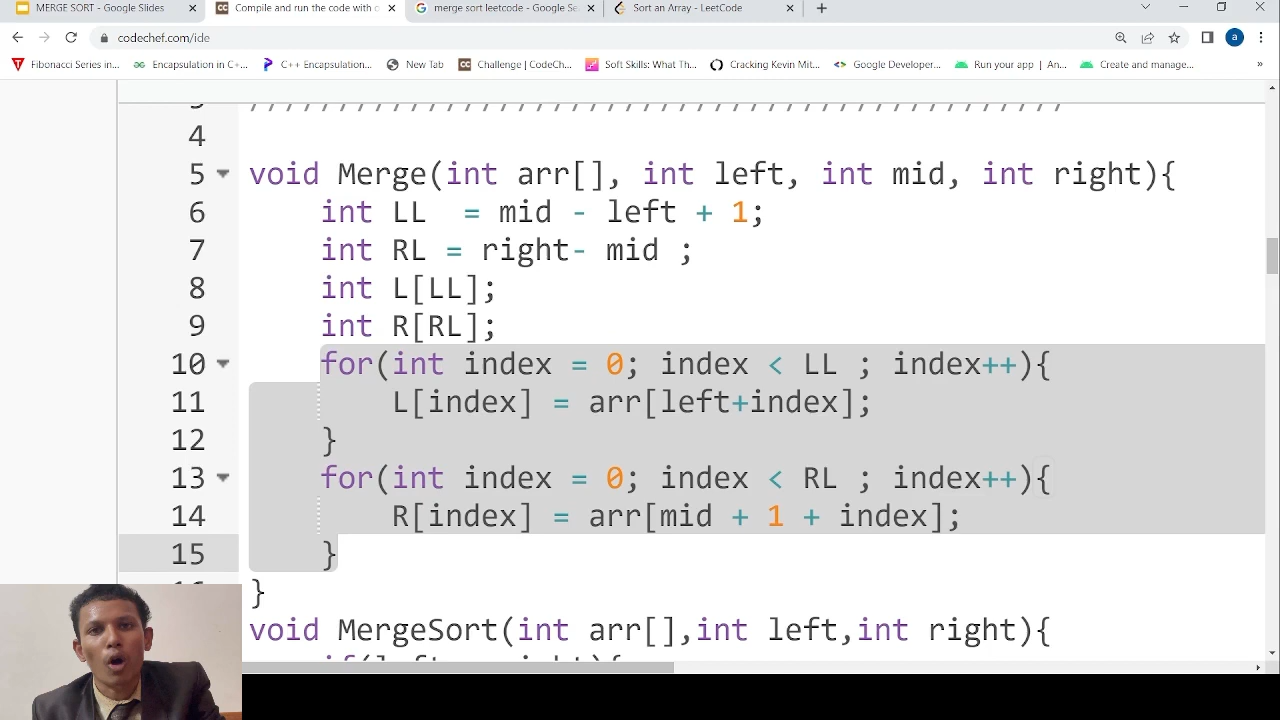 MERGE SORT - Google Slides
Compile and run the code with o
merge sort leetcode - Google Se
Sort an Array - LeetCode
codechef.com/ide
Fibonacci Series in...
Encapsulation in C+...
C++ Encapsulation...
New Tab
Challenge | CodeCh...
Soft Skills: What Th...
Cracking Kevin Mit...
Google Developer...
Run your app | An...
Create and manage...
»
4
5 void Merge(int arr[], int left, int mid, int right){
6 int LL = mid - left + 1;
7 int RL = right- mid ;
8 int L[LL];
9 int R[RL];
10 for(int index = 0; index < LL ; index++){
11 L[index] = arr[left+index];
12 }
13 for(int index = 0; index < RL ; index++){
14 R[index] = arr[mid + 1 + index];
15 }
}
void MergeSort(int arr[],int left,int right){